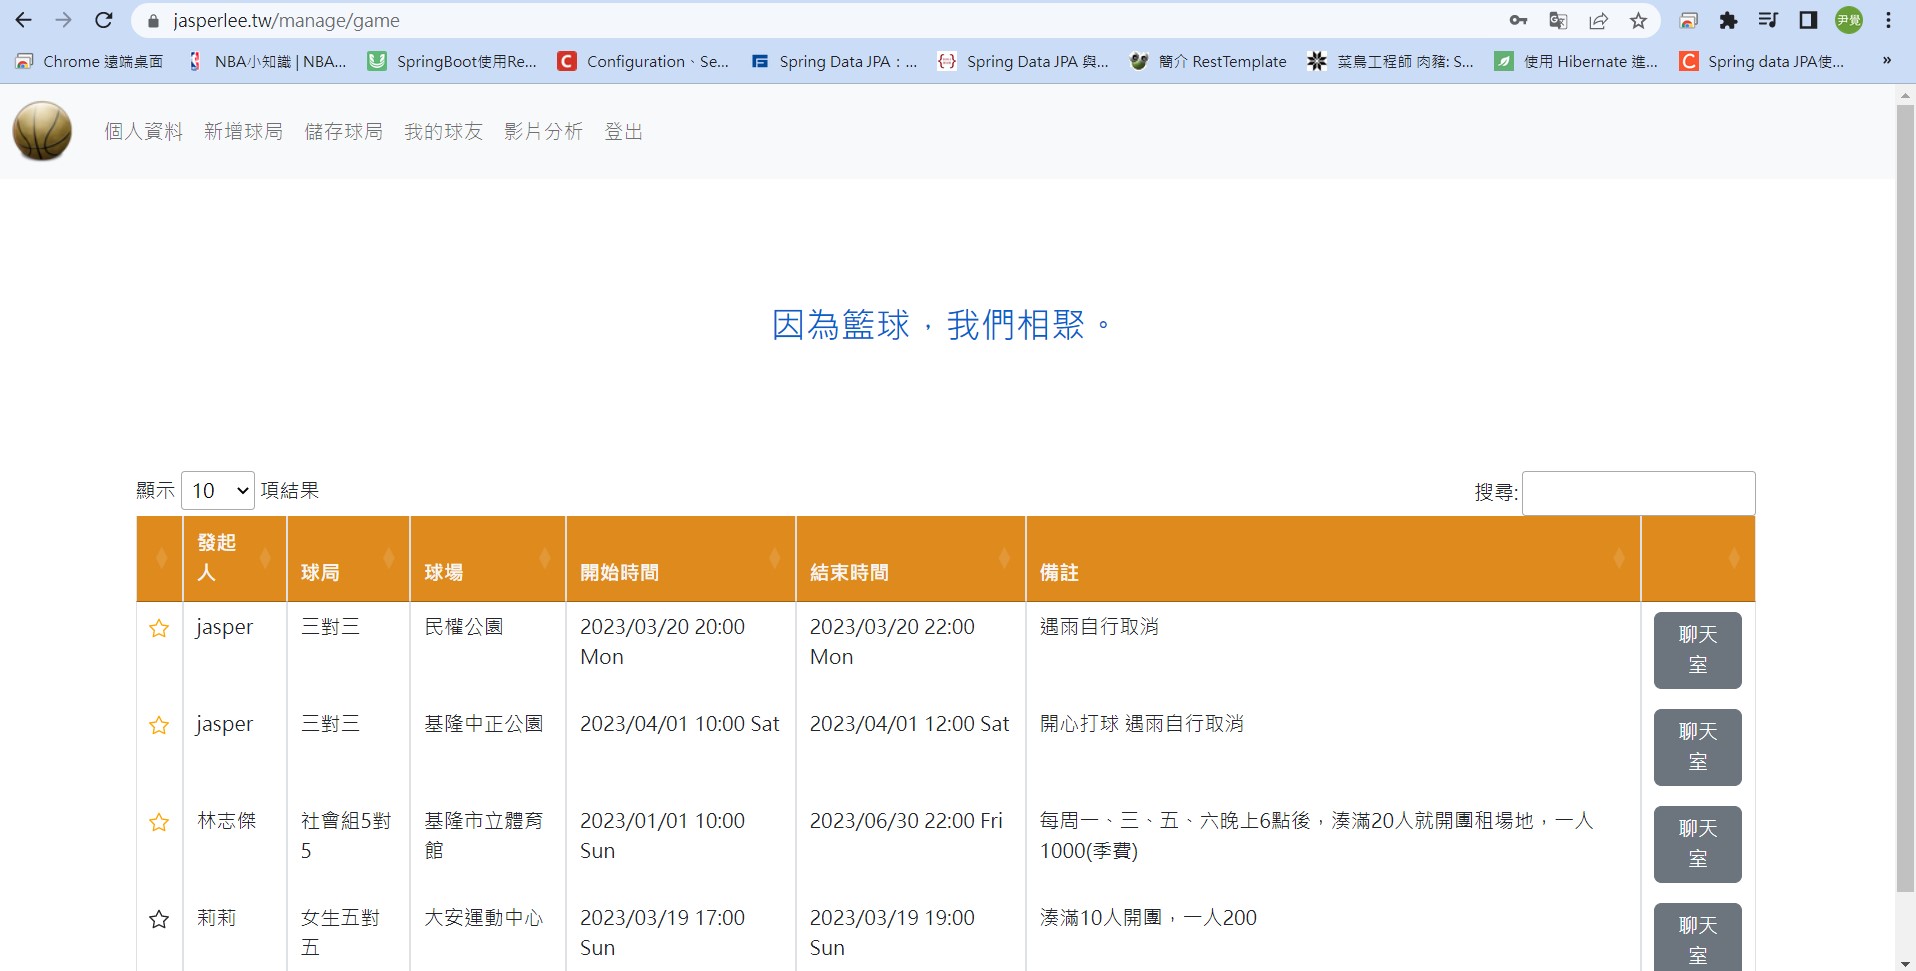 jasperlee.tw/manage/game
尹覺
Chrome 遠端桌面
NBA小知識 | NBA...
SpringBoot使用Re...
Configuration、Se...
Spring Data JPA：...
Spring Data JPA 與...
簡介 RestTemplate
菜鳥工程師 肉豬: S...
使用 Hibernate 進...
Spring data JPA使...
»
個人資料 新增球局 儲存球局 我的球友 影片分析 登出
因為籃球，我們相聚。
顯示 10 項結果
搜尋:
發起
人
球局
球場
開始時間
結束時間
備註
jasper
三對三
民權公園
2023/03/20 20:00
Mon
2023/03/20 22:00
Mon
遇雨自行取消
聊天
室
jasper
三對三
基隆中正公園
2023/04/01 10:00 Sat
2023/04/01 12:00 Sat
開心打球 遇雨自行取消
聊天
室
林志傑
社會組5對
5
基隆市立體育
館
2023/01/01 10:00
Sun
2023/06/30 22:00 Fri
每周一、三、五、六晚上6點後，湊滿20人就開團租場地，一人
1000(季費)
聊天
室
莉莉
女生五對
五
大安運動中心
2023/03/19 17:00
Sun
2023/03/19 19:00
Sun
湊滿10人開團，一人200
聊天
室